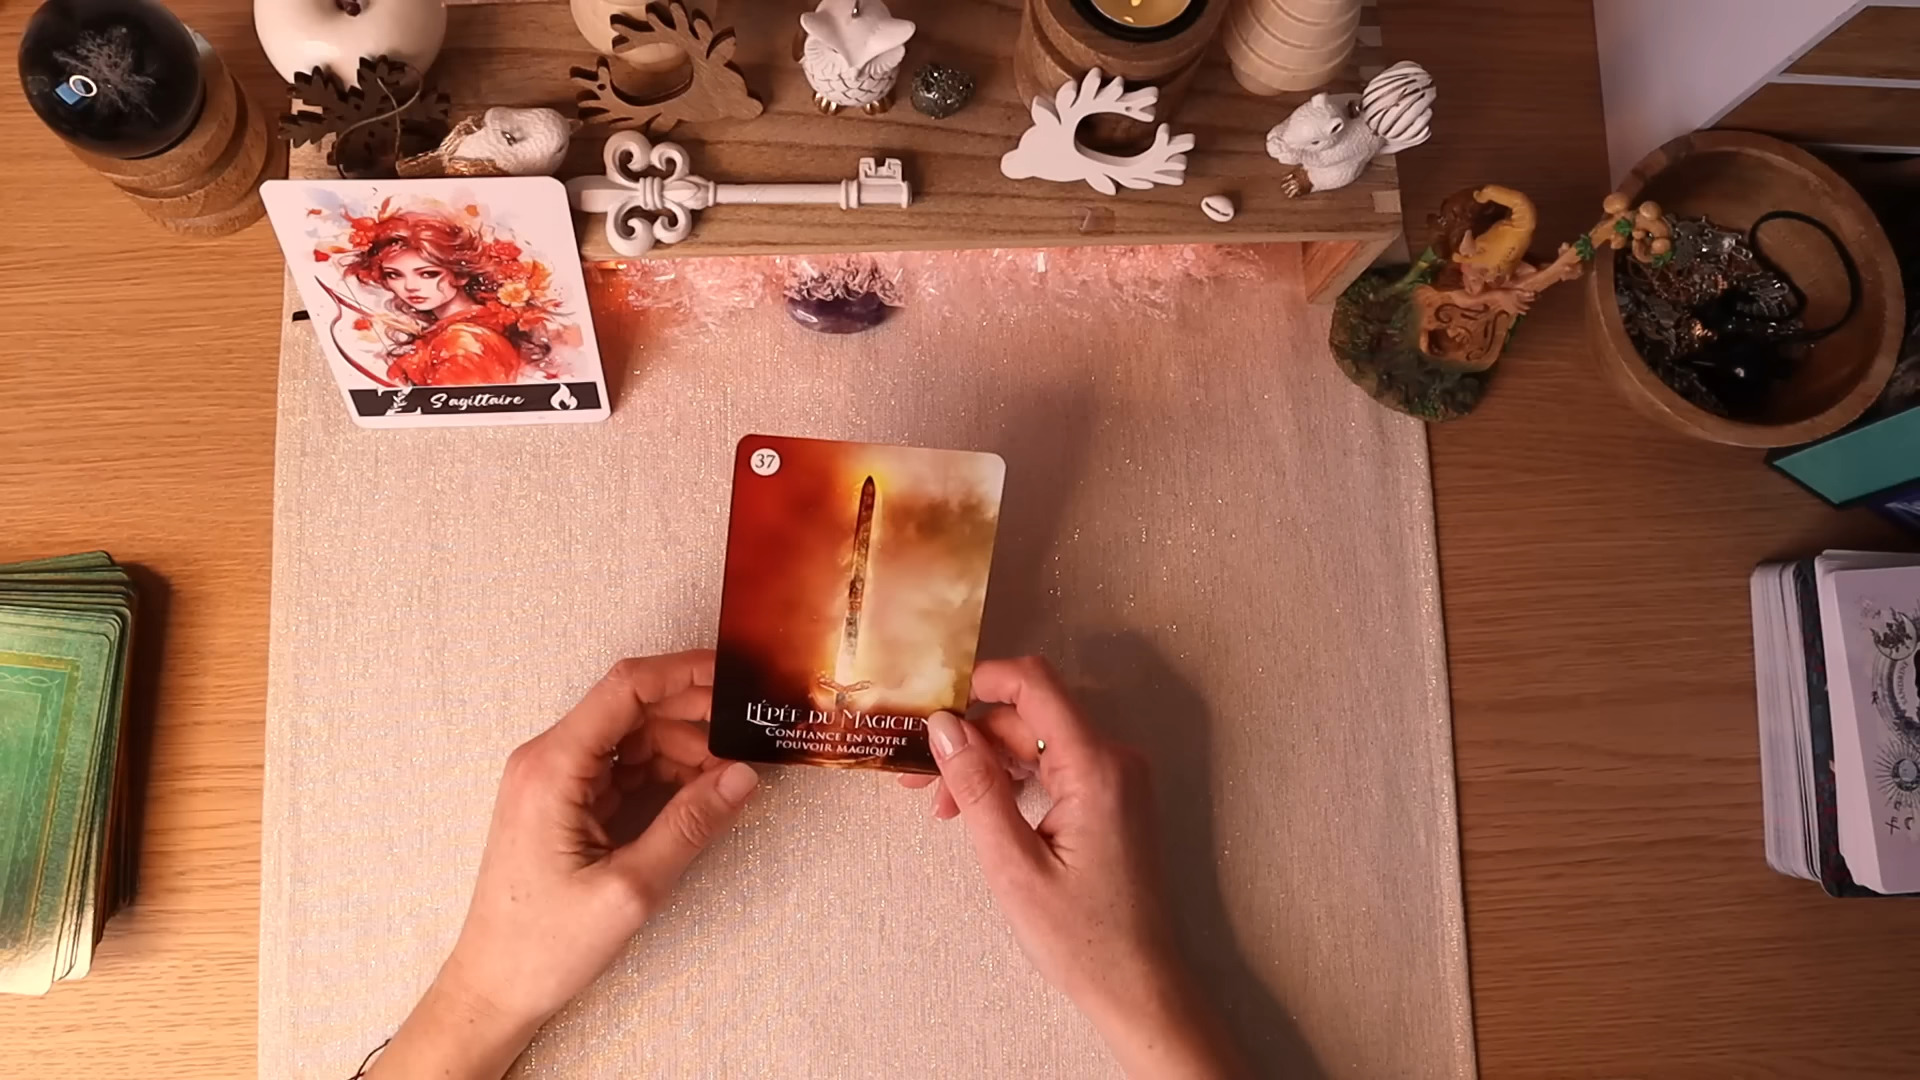 Sagittaire
37
L'Épée du Magicien
Confiance en votre
pouvoir magique